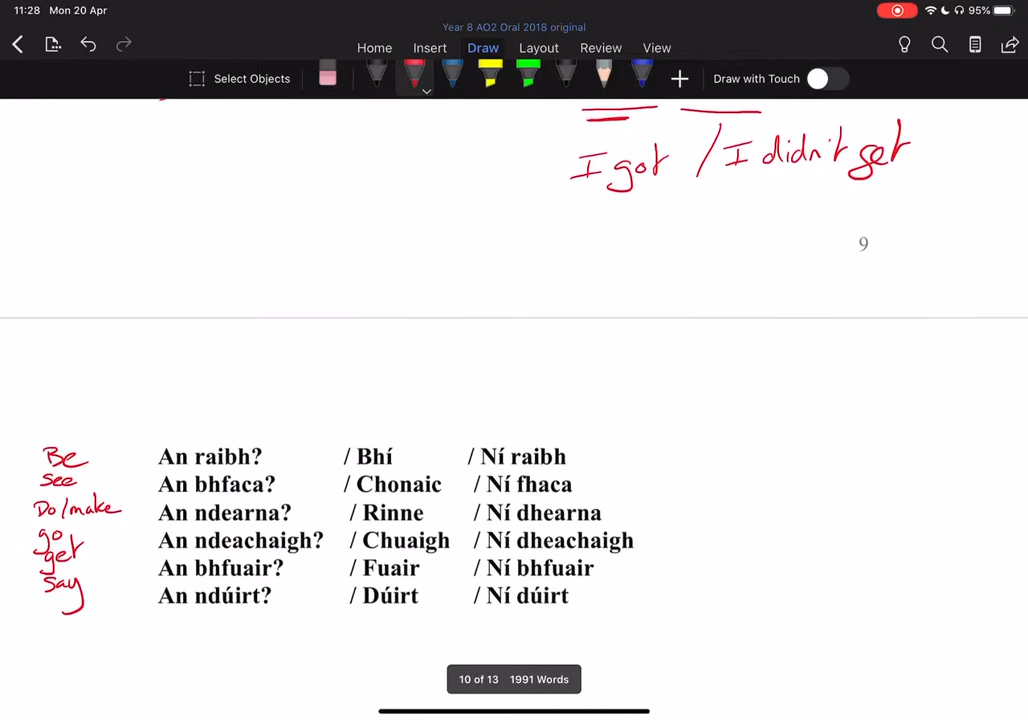 11:28 Mon 20 Apr 95%
Year 8 AO2 Oral 2018 original
Home Insert Draw Layout Review View
Select Objects Draw with Touch
I got / I didn't get
9
Be An raibh? / Bhí / Ní raibh
see An bhfaca? / Chonaic / Ní fhaca
Do/make An ndearna? / Rinne / Ní dhearna
go An ndeachaigh? / Chuaigh / Ní dheachaigh
get An bhfuair? / Fuair / Ní bhfuair
say An ndúirt? / Dúirt / Ní dúirt
10 of 13 1991 Words